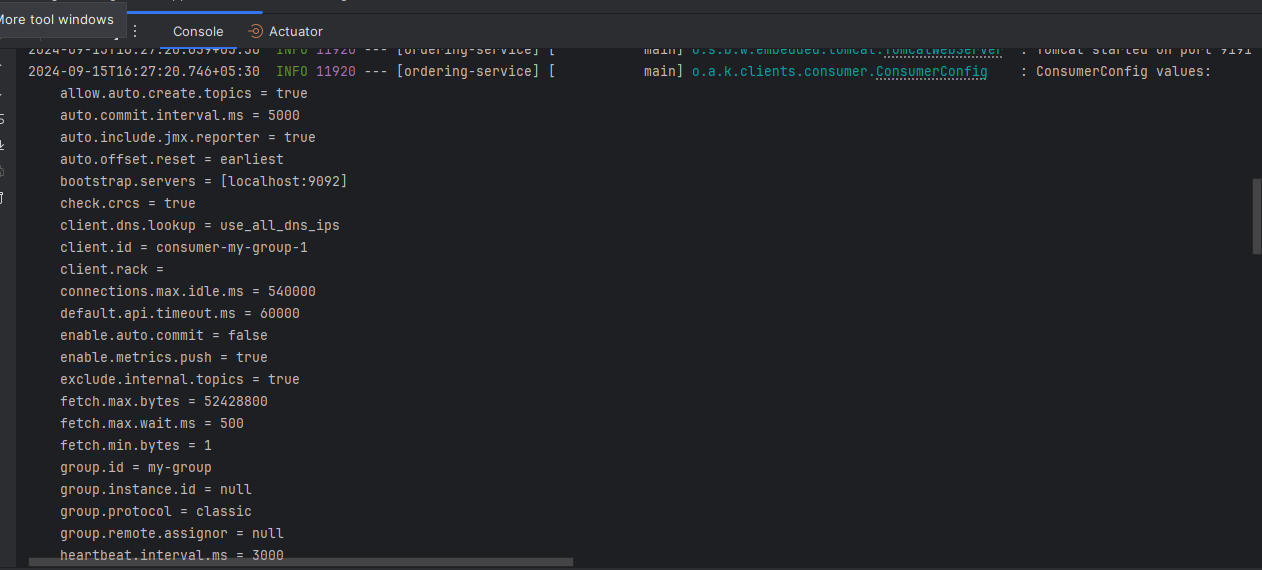 More tool windows
Console
Actuator
2024-09-15T16:27:20.659+05:30 INFO 11920 --- [ordering-service] [ main] o.s.b.w.embedded.tomcat.TomcatWebServer : Tomcat started on port 9191
2024-09-15T16:27:20.746+05:30 INFO 11920 --- [ordering-service] [ main] o.a.k.clients.consumer.ConsumerConfig : ConsumerConfig values:
allow.auto.create.topics = true
auto.commit.interval.ms = 5000
auto.include.jmx.reporter = true
auto.offset.reset = earliest
bootstrap.servers = [localhost:9092]
check.crcs = true
client.dns.lookup = use_all_dns_ips
client.id = consumer-my-group-1
client.rack =
connections.max.idle.ms = 540000
default.api.timeout.ms = 60000
enable.auto.commit = false
enable.metrics.push = true
exclude.internal.topics = true
fetch.max.bytes = 52428800
fetch.max.wait.ms = 500
fetch.min.bytes = 1
group.id = my-group
group.instance.id = null
group.protocol = classic
group.remote.assignor = null
heartbeat.interval.ms = 3000